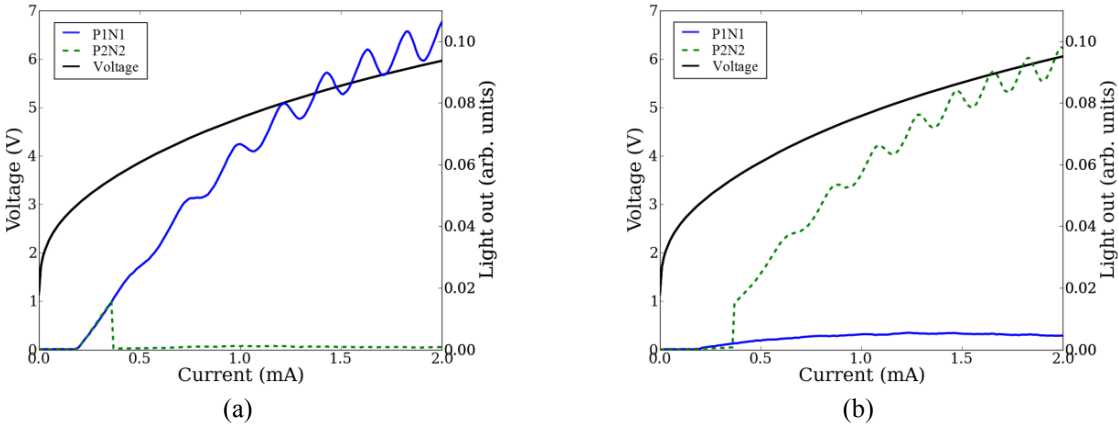 7
6
5
4
3
2
1
0
Voltage (V)
P1N1
P2N2
Voltage
0.10
0.08
0.06
0.04
0.02
0.00
Light out (arb. units)
0.0
0.5
1.0
1.5
2.0
Current (mA)
(a)
7
6
5
4
3
2
1
0
Voltage (V)
P1N1
P2N2
Voltage
0.10
0.08
0.06
0.04
0.02
0.00
Light out (arb. units)
0.0
0.5
1.0
1.5
2.0
Current (mA)
(b)